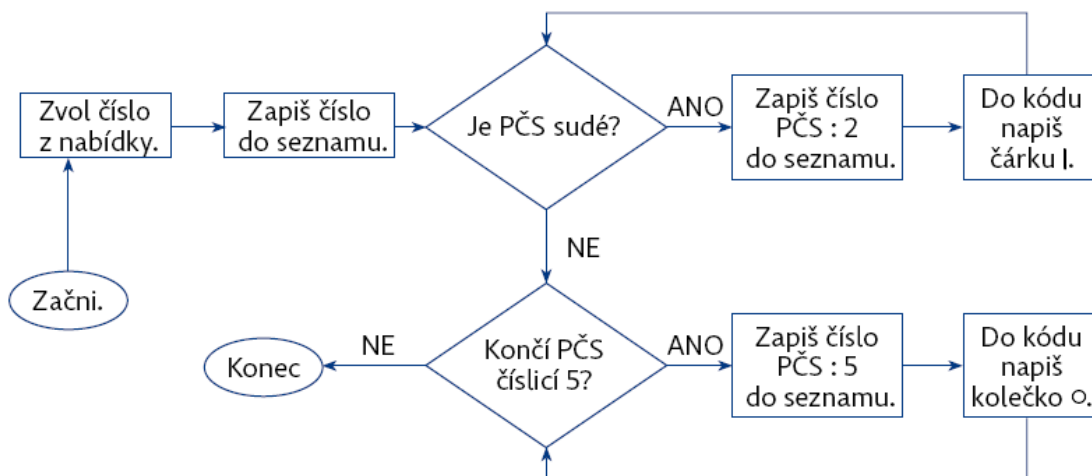 Zvol číslo
z nabídky.
Zapiš číslo
do seznamu.
Je PČS sudé?
ANO
Zapiš číslo
PČS : 2
do seznamu.
Do kódu
napiš
čárku |.
NE
Začni.
Konec
NE
Končí PČS
číslicí 5?
ANO
Zapiš číslo
PČS : 5
do seznamu.
Do kódu
napiš
kolečko ○.